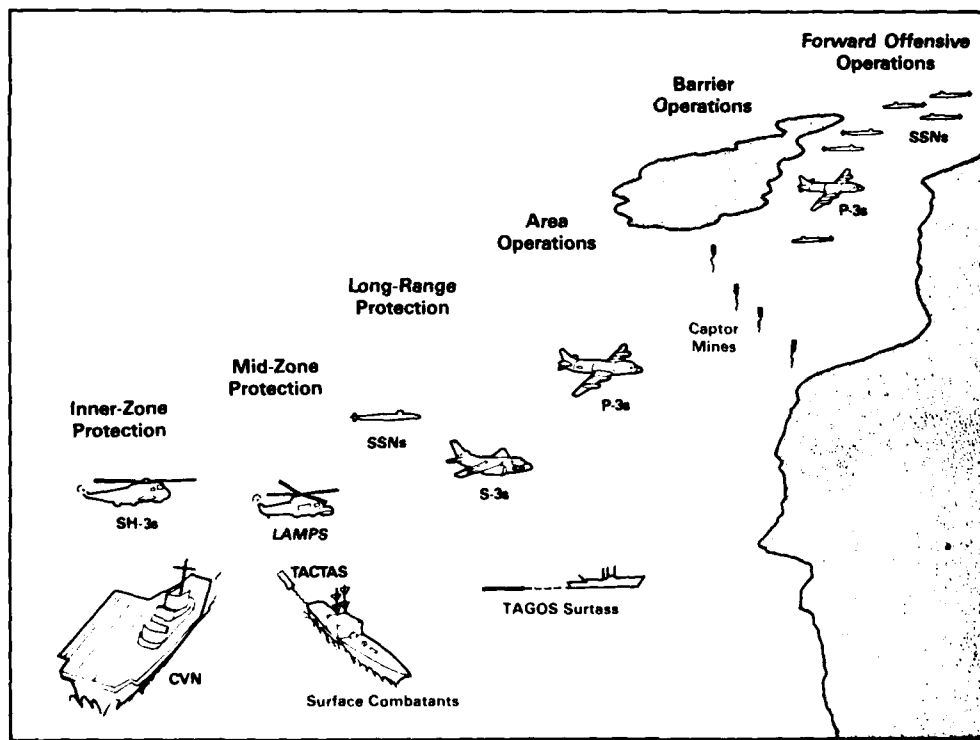 Forward Offensive
Operations
Barrier
Operations
SSNs
P-3s
Area
Operations
Long-Range
Protection
Captor
Mines
Mid-Zone
Protection
P-3s
Inner-Zone
Protection
SSNs
S-3s
SH-3s
LAMPS
TACTAS
TAGOS Surtass
CVN
Surface Combatants